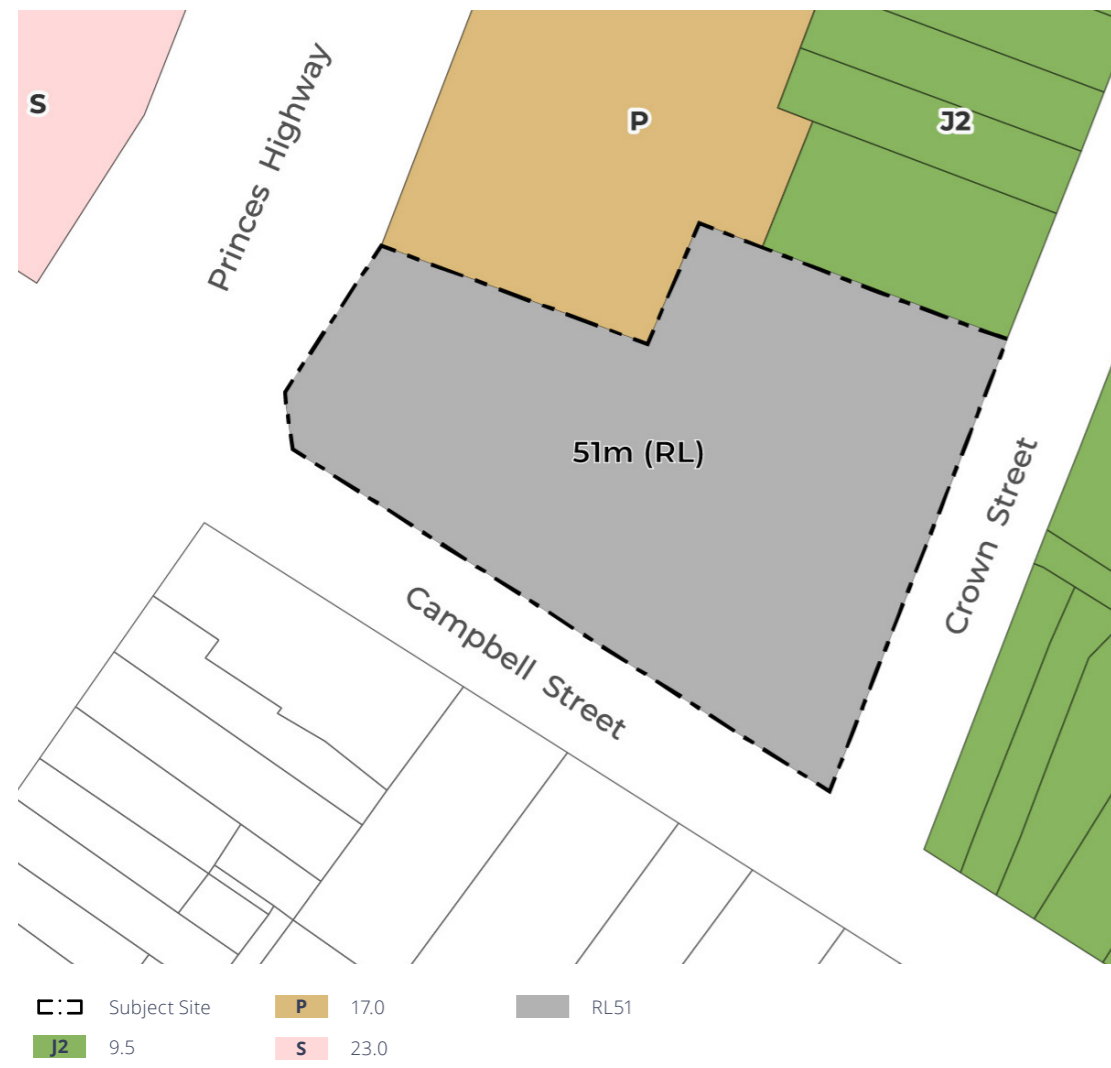 S
Princes Highway
P
J2
51m (RL)
Crown Street
Campbell Street
Subject Site
P 17.0
RL51
J2 9.5
S 23.0